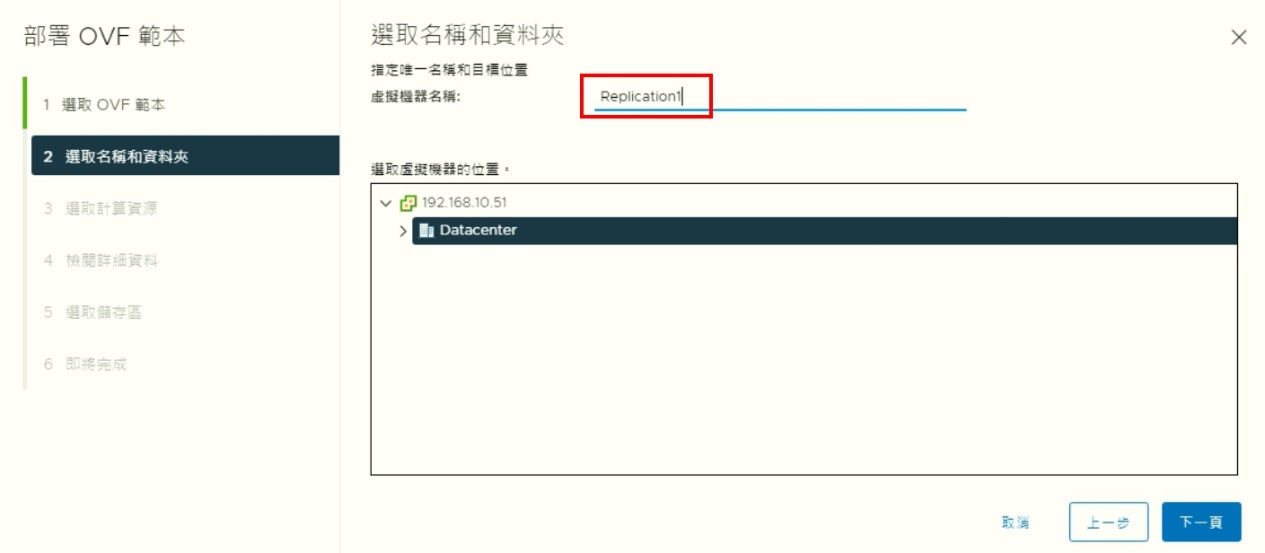 部署 OVF 範本
1 選取 OVF 範本
2 選取名稱和資料夾
3 選取計算資源
4 檢閱詳細資料
5 選取儲存區
6 即將完成
選取名稱和資料夾
指定唯一名稱和目標位置
虛擬機器名稱:
Replication1
選取虛擬機器的位置。
192.168.10.51
Datacenter
取消
上一步
下一頁